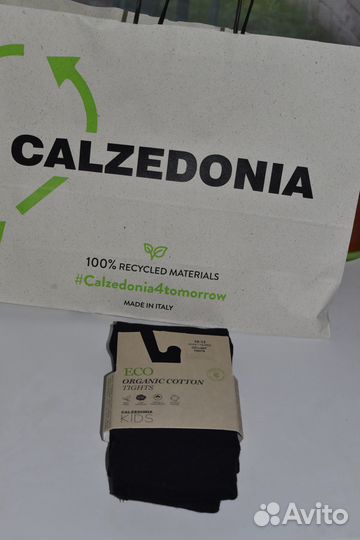 CALZEDONIA
100% RECYCLED MATERIALS
#Calzedonia4tomorrow
MADE IN ITALY
ECO
ORGANIC COTTON
TIGHTS
CALZEDONIA
KIDS
Avito